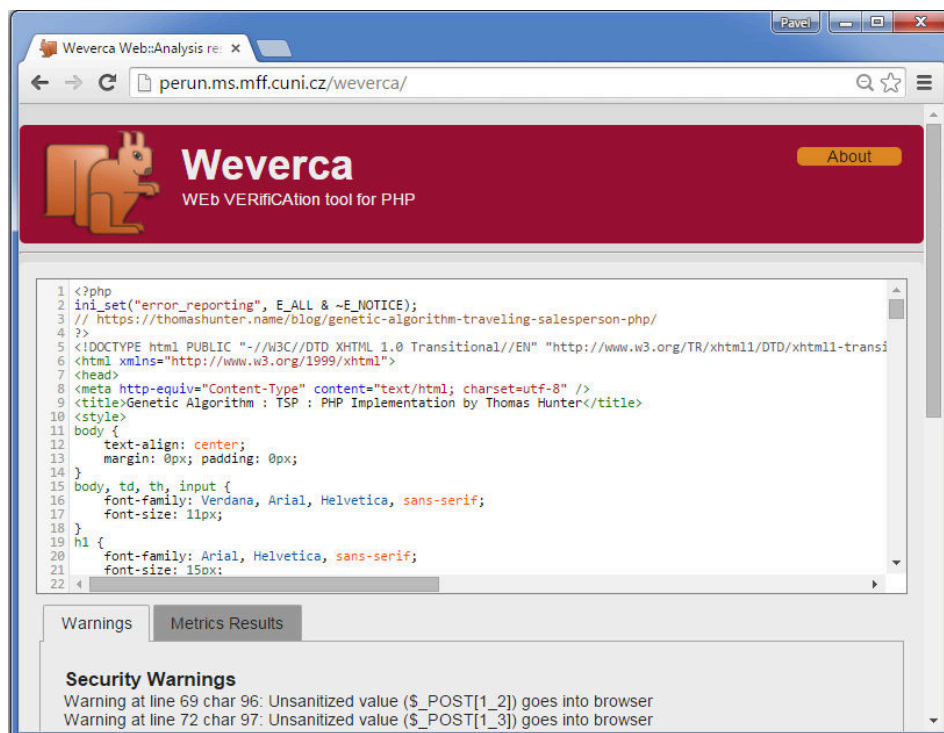 Pavel
Weverca Web::Analysis re
perun.ms.mff.cuni.cz/weverca/
Weverca
About
WEb VERifiCAtion tool for PHP
1 <?php
2 ini_set("error_reporting", E_ALL & ~E_NOTICE);
3 // https://thomashunter.name/blog/genetic-algorithm-traveling-salesperson-php/
4 ?>
5 <!DOCTYPE html PUBLIC "-//W3C//DTD XHTML 1.0 Transitional//EN" "http://www.w3.org/TR/xhtml1/DTD/xhtml1-transi
6 <html xmlns="http://www.w3.org/1999/xhtml">
7 <head>
8 <meta http-equiv="Content-Type" content="text/html; charset=utf-8" />
9 <title>Genetic Algorithm : TSP : PHP Implementation by Thomas Hunter</title>
10 <style>
11 body {
12     text-align: center;
13     margin: 0px; padding: 0px;
14 }
15 body, td, th, input {
16     font-family: Verdana, Arial, Helvetica, sans-serif;
17     font-size: 11px;
18 }
19 h1 {
20     font-family: Arial, Helvetica, sans-serif;
21     font-size: 15px;
22
Warnings
Metrics Results
Security Warnings
Warning at line 69 char 96: Unsanitized value ($_POST[1_2]) goes into browser
Warning at line 72 char 97: Unsanitized value ($_POST[1_3]) goes into browser